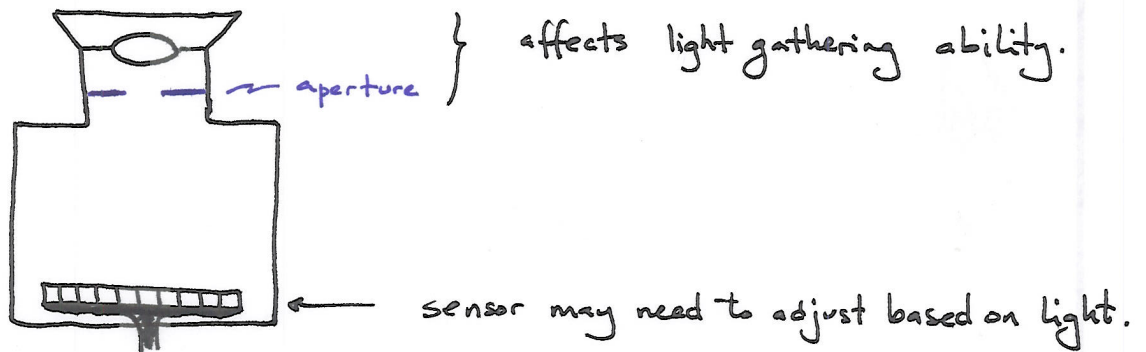 affects light gathering ability.
aperture
sensor may need to adjust based on light.